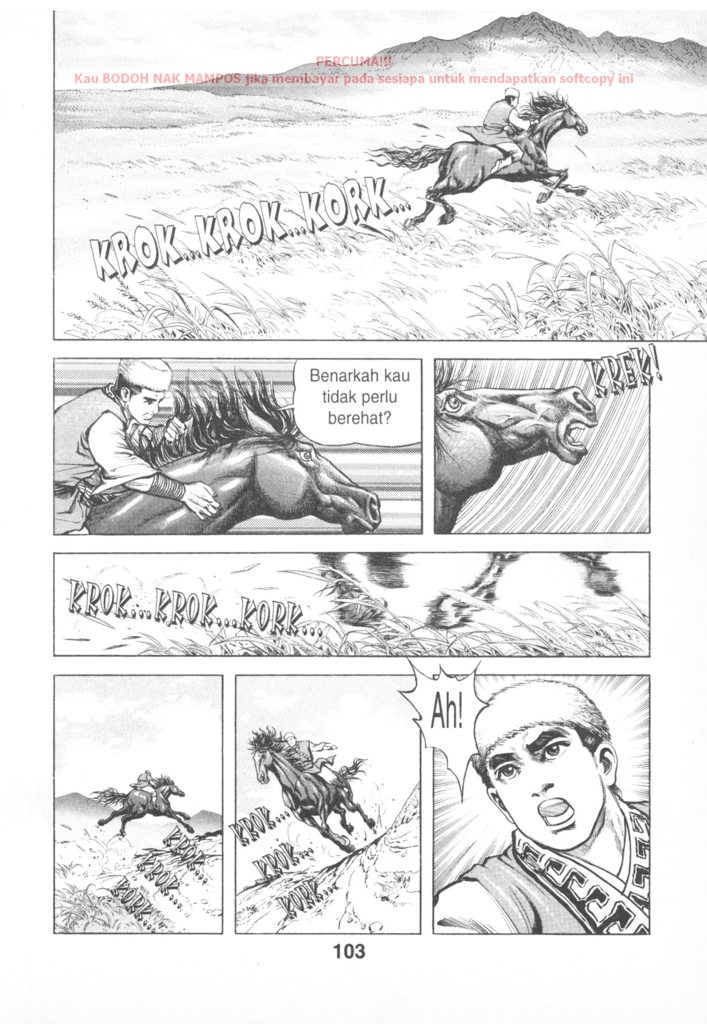 PERCUMA!!!
Kau BODOH NAK MAMPOS jika membayar pada sesiapa untuk mendapatkan softcopy ini
KROK...KROK...KORK...
Benarkah kau
tidak perlu
berehat?
KREK!
KROK...KROK...KORK...
KROK...
KROK...
KORK...
KROK...
KROK...
KORK...
Ah!
103